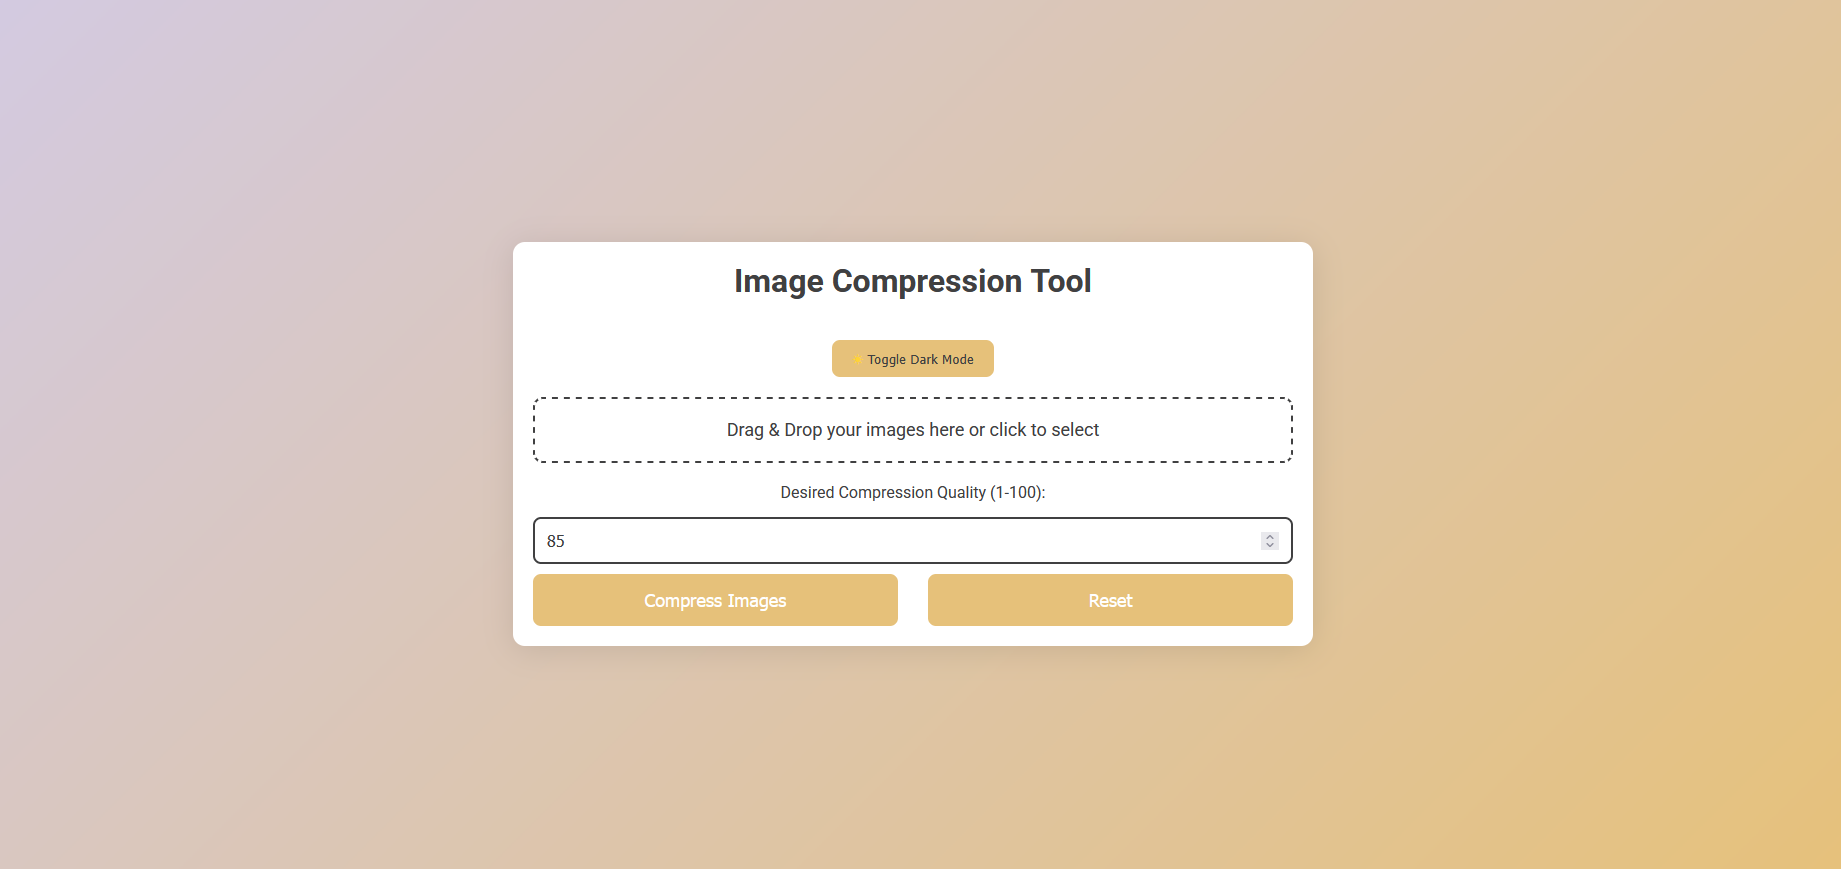 Image Compression Tool
Toggle Dark Mode
Drag & Drop your images here or click to select
Desired Compression Quality (1-100):
85
Compress Images
Reset